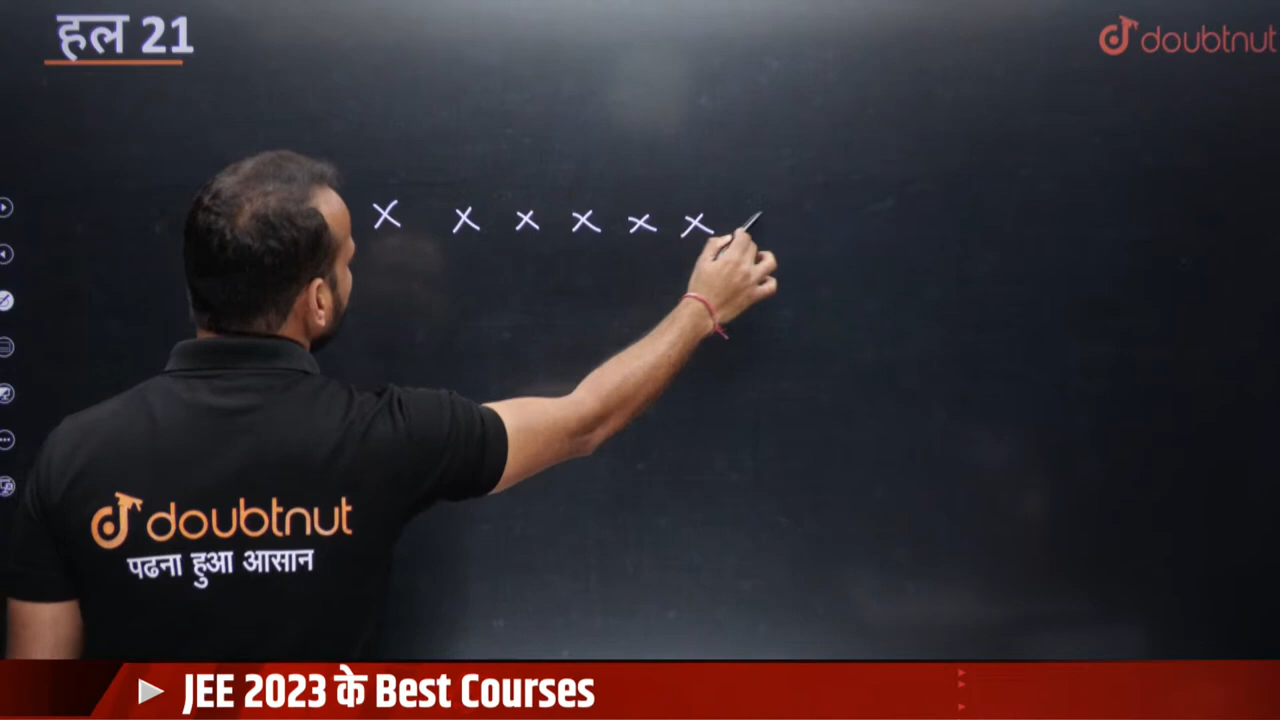 हल 21
doubtnut
× × × × × ×
doubtnut
पढना हुआ आसान
JEE 2023 के Best Courses